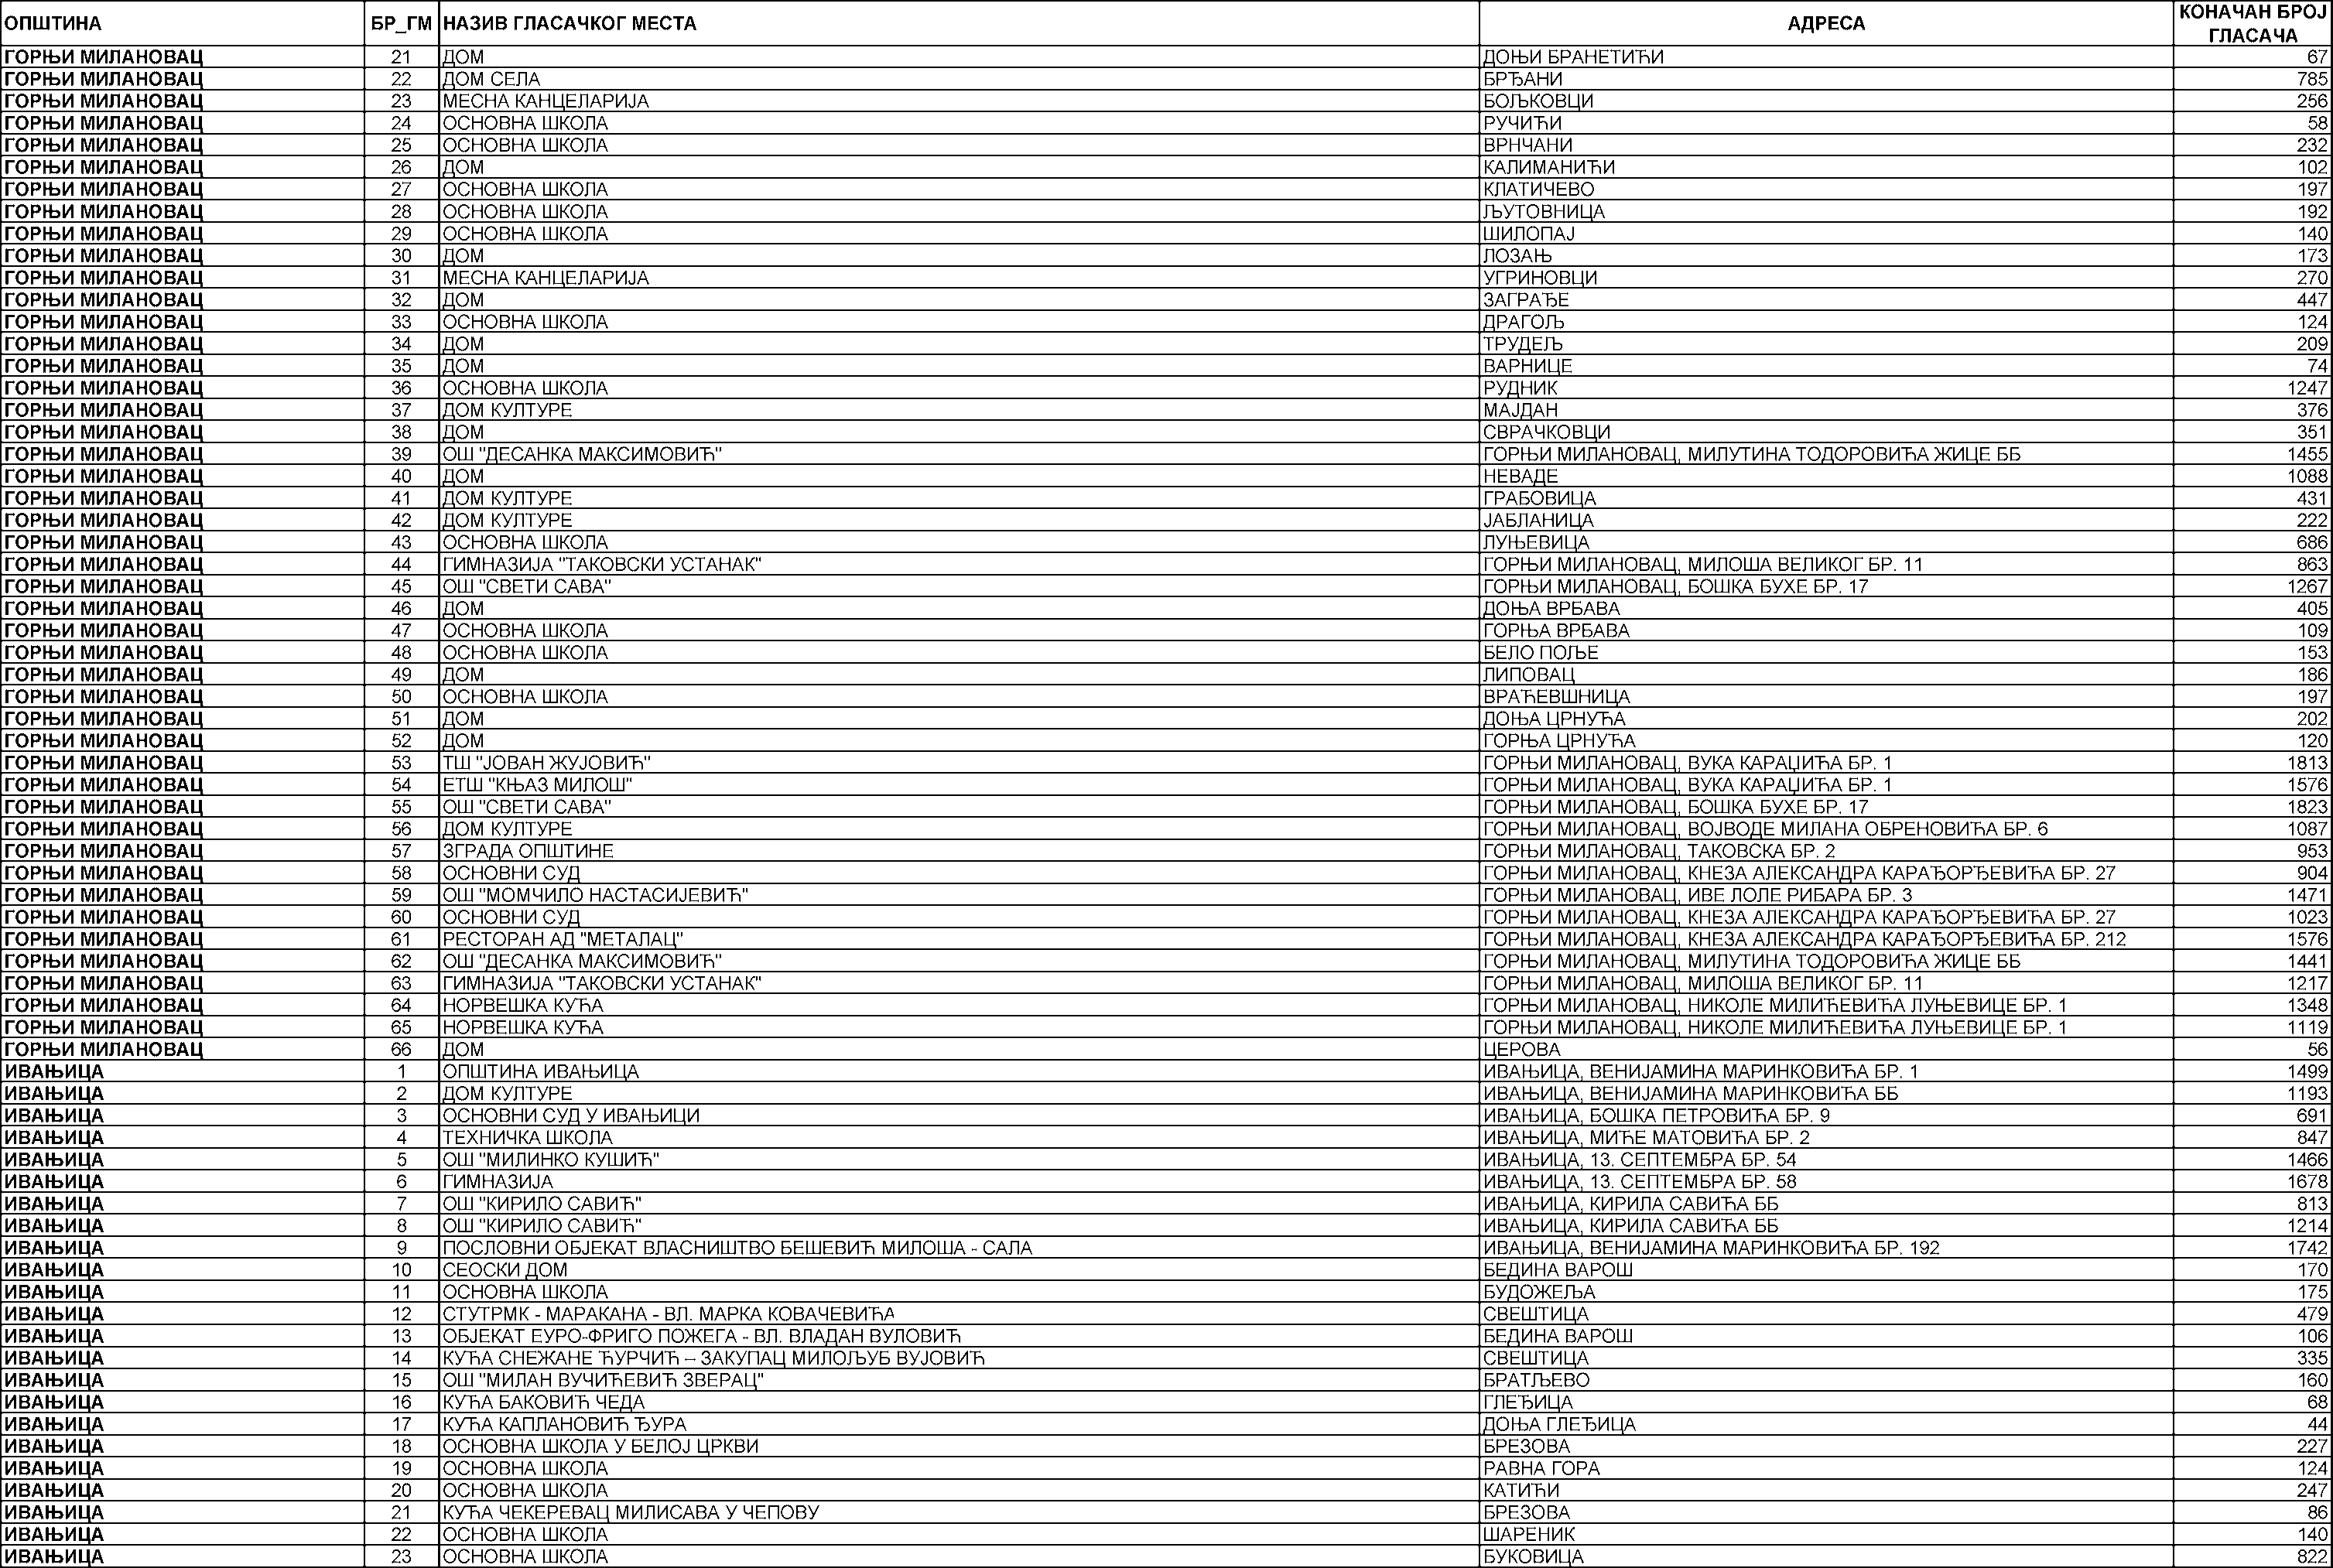 ОПШТИНА БР_ГМ НАЗИВ ГЛАСАЧКОГ МЕСТА АДРЕСА КОНАЧАН БРОЈ ГЛАСАЧА
ГОРЊИ МИЛАНОВАЦ 21 ДОМ ДОЊИ БРАНЕТИЋИ 67
ГОРЊИ МИЛАНОВАЦ 22 ДОМ СЕЛА БРЂАНИ 785
ГОРЊИ МИЛАНОВАЦ 23 МЕСНА КАНЦЕЛАРИЈА БОЉКОВЦИ 256
ГОРЊИ МИЛАНОВАЦ 24 ОСНОВНА ШКОЛА РУЧИЋИ 58
ГОРЊИ МИЛАНОВАЦ 25 ОСНОВНА ШКОЛА ВРНЧАНИ 232
ГОРЊИ МИЛАНОВАЦ 26 ДОМ КАЛИМАНИЋИ 102
ГОРЊИ МИЛАНОВАЦ 27 ОСНОВНА ШКОЛА КЛАТИЧЕВО 197
ГОРЊИ МИЛАНОВАЦ 28 ОСНОВНА ШКОЛА ЉУТОВНИЦА 192
ГОРЊИ МИЛАНОВАЦ 29 ОСНОВНА ШКОЛА ШИЛОПАЈ 140
ГОРЊИ МИЛАНОВАЦ 30 ДОМ ЛОЗАЊ 173
ГОРЊИ МИЛАНОВАЦ 31 МЕСНА КАНЦЕЛАРИЈА УГРИНОВЦИ 270
ГОРЊИ МИЛАНОВАЦ 32 ДОМ ЗАГРАЂЕ 447
ГОРЊИ МИЛАНОВАЦ 33 ОСНОВНА ШКОЛА ДРАГОЉ 124
ГОРЊИ МИЛАНОВАЦ 34 ДОМ ТРУДЕЉ 209
ГОРЊИ МИЛАНОВАЦ 35 ДОМ ВАРНИЦЕ 74
ГОРЊИ МИЛАНОВАЦ 36 ОСНОВНА ШКОЛА РУДНИК 1247
ГОРЊИ МИЛАНОВАЦ 37 ДОМ КУЛТУРЕ МАЈДАН 376
ГОРЊИ МИЛАНОВАЦ 38 ДОМ СВРАЧКОВЦИ 351
ГОРЊИ МИЛАНОВАЦ 39 ОШ "ДЕСАНКА МАКСИМОВИЋ" ГОРЊИ МИЛАНОВАЦ, МИЛУТИНА ТОДОРОВИЋА ЖИЦЕ ББ 1455
ГОРЊИ МИЛАНОВАЦ 40 ДОМ НЕВАДЕ 1088
ГОРЊИ МИЛАНОВАЦ 41 ДОМ КУЛТУРЕ ГРАБОВИЦА 431
ГОРЊИ МИЛАНОВАЦ 42 ДОМ КУЛТУРЕ ЈАБЛАНИЦА 222
ГОРЊИ МИЛАНОВАЦ 43 ОСНОВНА ШКОЛА ЛУЊЕВИЦА 686
ГОРЊИ МИЛАНОВАЦ 44 ГИМНАЗИЈА "ТАКОВСКИ УСТАНАК" ГОРЊИ МИЛАНОВАЦ, МИЛОША ВЕЛИКОГ БР. 11 863
ГОРЊИ МИЛАНОВАЦ 45 ОШ "СВЕТИ САВА" ГОРЊИ МИЛАНОВАЦ, БОШКА БУХЕ БР. 17 1267
ГОРЊИ МИЛАНОВАЦ 46 ДОМ ДОЊА ВРБАВА 405
ГОРЊИ МИЛАНОВАЦ 47 ОСНОВНА ШКОЛА ГОРЊА ВРБАВА 109
ГОРЊИ МИЛАНОВАЦ 48 ОСНОВНА ШКОЛА БЕЛО ПОЉЕ 153
ГОРЊИ МИЛАНОВАЦ 49 ДОМ ЛИПОВАЦ 186
ГОРЊИ МИЛАНОВАЦ 50 ОСНОВНА ШКОЛА ВРАЋЕВШНИЦА 197
ГОРЊИ МИЛАНОВАЦ 51 ДОМ ДОЊА ЦРНУЋА 202
ГОРЊИ МИЛАНОВАЦ 52 ДОМ ГОРЊА ЦРНУЋА 120
ГОРЊИ МИЛАНОВАЦ 53 ТШ "ЈОВАН ЖУЈОВИЋ" ГОРЊИ МИЛАНОВАЦ, ВУКА КАРАЏИЋА БР. 1 1813
ГОРЊИ МИЛАНОВАЦ 54 ЕТШ "КЊАЗ МИЛОШ" ГОРЊИ МИЛАНОВАЦ, ВУКА КАРАЏИЋА БР. 1 1576
ГОРЊИ МИЛАНОВАЦ 55 ОШ "СВЕТИ САВА" ГОРЊИ МИЛАНОВАЦ, БОШКА БУХЕ БР. 17 1823
ГОРЊИ МИЛАНОВАЦ 56 ДОМ КУЛТУРЕ ГОРЊИ МИЛАНОВАЦ, ВОЈВОДЕ МИЛАНА ОБРЕНОВИЋА БР. 6 1087
ГОРЊИ МИЛАНОВАЦ 57 ЗГРАДА ОПШТИНЕ ГОРЊИ МИЛАНОВАЦ, ТАКОВСКА БР. 2 953
ГОРЊИ МИЛАНОВАЦ 58 ОСНОВНИ СУД ГОРЊИ МИЛАНОВАЦ, КНЕЗА АЛЕКСАНДРА КАРАЂОРЂЕВИЋА БР. 27 904
ГОРЊИ МИЛАНОВАЦ 59 ОШ "МОМЧИЛО НАСТАСИЈЕВИЋ" ГОРЊИ МИЛАНОВАЦ, ИВЕ ЛОЛЕ РИБАРА БР. 3 1471
ГОРЊИ МИЛАНОВАЦ 60 ОСНОВНИ СУД ГОРЊИ МИЛАНОВАЦ, КНЕЗА АЛЕКСАНДРА КАРАЂОРЂЕВИЋА БР. 27 1023
ГОРЊИ МИЛАНОВАЦ 61 РЕСТОРАН АД "МЕТАЛАЦ" ГОРЊИ МИЛАНОВАЦ, КНЕЗА АЛЕКСАНДРА КАРАЂОРЂЕВИЋА БР. 212 1576
ГОРЊИ МИЛАНОВАЦ 62 ОШ "ДЕСАНКА МАКСИМОВИЋ" ГОРЊИ МИЛАНОВАЦ, МИЛУТИНА ТОДОРОВИЋА ЖИЦЕ ББ 1441
ГОРЊИ МИЛАНОВАЦ 63 ГИМНАЗИЈА "ТАКОВСКИ УСТАНАК" ГОРЊИ МИЛАНОВАЦ, МИЛОША ВЕЛИКОГ БР. 11 1217
ГОРЊИ МИЛАНОВАЦ 64 НОРВЕШКА КУЋА ГОРЊИ МИЛАНОВАЦ, НИКОЛЕ МИЛИЋЕВИЋА ЛУЊЕВИЦЕ БР. 1 1348
ГОРЊИ МИЛАНОВАЦ 65 НОРВЕШКА КУЋА ГОРЊИ МИЛАНОВАЦ, НИКОЛЕ МИЛИЋЕВИЋА ЛУЊЕВИЦЕ БР. 1 1119
ГОРЊИ МИЛАНОВАЦ 66 ДОМ ЦЕРОВА 56
ИВАЊИЦА 1 ОПШТИНА ИВАЊИЦА ИВАЊИЦА, ВЕНИЈАМИНА МАРИНКОВИЋА БР. 1 1499
ИВАЊИЦА 2 ДОМ КУЛТУРЕ ИВАЊИЦА, ВЕНИЈАМИНА МАРИНКОВИЋА ББ 1193
ИВАЊИЦА 3 ОСНОВНИ СУД У ИВАЊИЦИ ИВАЊИЦА, БОШКА ПЕТРОВИЋА БР. 9 691
ИВАЊИЦА 4 ТЕХНИЧКА ШКОЛА ИВАЊИЦА, МИЋЕ МАТОВИЋА БР. 2 847
ИВАЊИЦА 5 ОШ "МИЛИНКО КУШИЋ" ИВАЊИЦА, 13. СЕПТЕМБРА БР. 54 1466
ИВАЊИЦА 6 ГИМНАЗИЈА ИВАЊИЦА, 13. СЕПТЕМБРА БР. 58 1678
ИВАЊИЦА 7 ОШ "КИРИЛО САВИЋ" ИВАЊИЦА, КИРИЛА САВИЋА ББ 813
ИВАЊИЦА 8 ОШ "КИРИЛО САВИЋ" ИВАЊИЦА, КИРИЛА САВИЋА ББ 1214
ИВАЊИЦА 9 ПОСЛОВНИ ОБЈЕКАТ ВЛАСНИШТВО БЕШЕВИЋ МИЛОША - САЛА ИВАЊИЦА, ВЕНИЈАМИНА МАРИНКОВИЋА БР. 192 1742
ИВАЊИЦА 10 СЕОСКИ ДОМ БЕДИНА ВАРОШ 170
ИВАЊИЦА 11 ОСНОВНА ШКОЛА БУДОЖЕЉА 175
ИВАЊИЦА 12 СТУТРМК - МАРАКАНА - ВЛ. МАРКА КОВАЧЕВИЋА СВЕШТИЦА 479
ИВАЊИЦА 13 ОБЈЕКАТ ЕУРО-ФРИГО ПОЖЕГА - ВЛ. ВЛАДАН ВУЛОВИЋ БЕДИНА ВАРОШ 106
ИВАЊИЦА 14 КУЋА СНЕЖАНЕ ЋУРЧИЋ – ЗАКУПАЦ МИЛОЉУБ ВУЈОВИЋ СВЕШТИЦА 335
ИВАЊИЦА 15 ОШ "МИЛАН ВУЧИЋЕВИЋ ЗВЕРАЦ" БРАТЉЕВО 160
ИВАЊИЦА 16 КУЋА БАКОВИЋ ЧЕДА ГЛЕЂИЦА 68
ИВАЊИЦА 17 КУЋА КАПЛАНОВИЋ ЂУРА ДОЊА ГЛЕЂИЦА 44
ИВАЊИЦА 18 ОСНОВНА ШКОЛА У БЕЛОЈ ЦРКВИ БРЕЗОВА 227
ИВАЊИЦА 19 ОСНОВНА ШКОЛА РАВНА ГОРА 124
ИВАЊИЦА 20 ОСНОВНА ШКОЛА КАТИЋИ 247
ИВАЊИЦА 21 КУЋА ЧЕКЕРЕВАЦ МИЛИСАВА У ЧЕПОВУ БРЕЗОВА 86
ИВАЊИЦА 22 ОСНОВНА ШКОЛА ШАРЕНИК 140
ИВАЊИЦА 23 ОСНОВНА ШКОЛА БУКОВИЦА 822